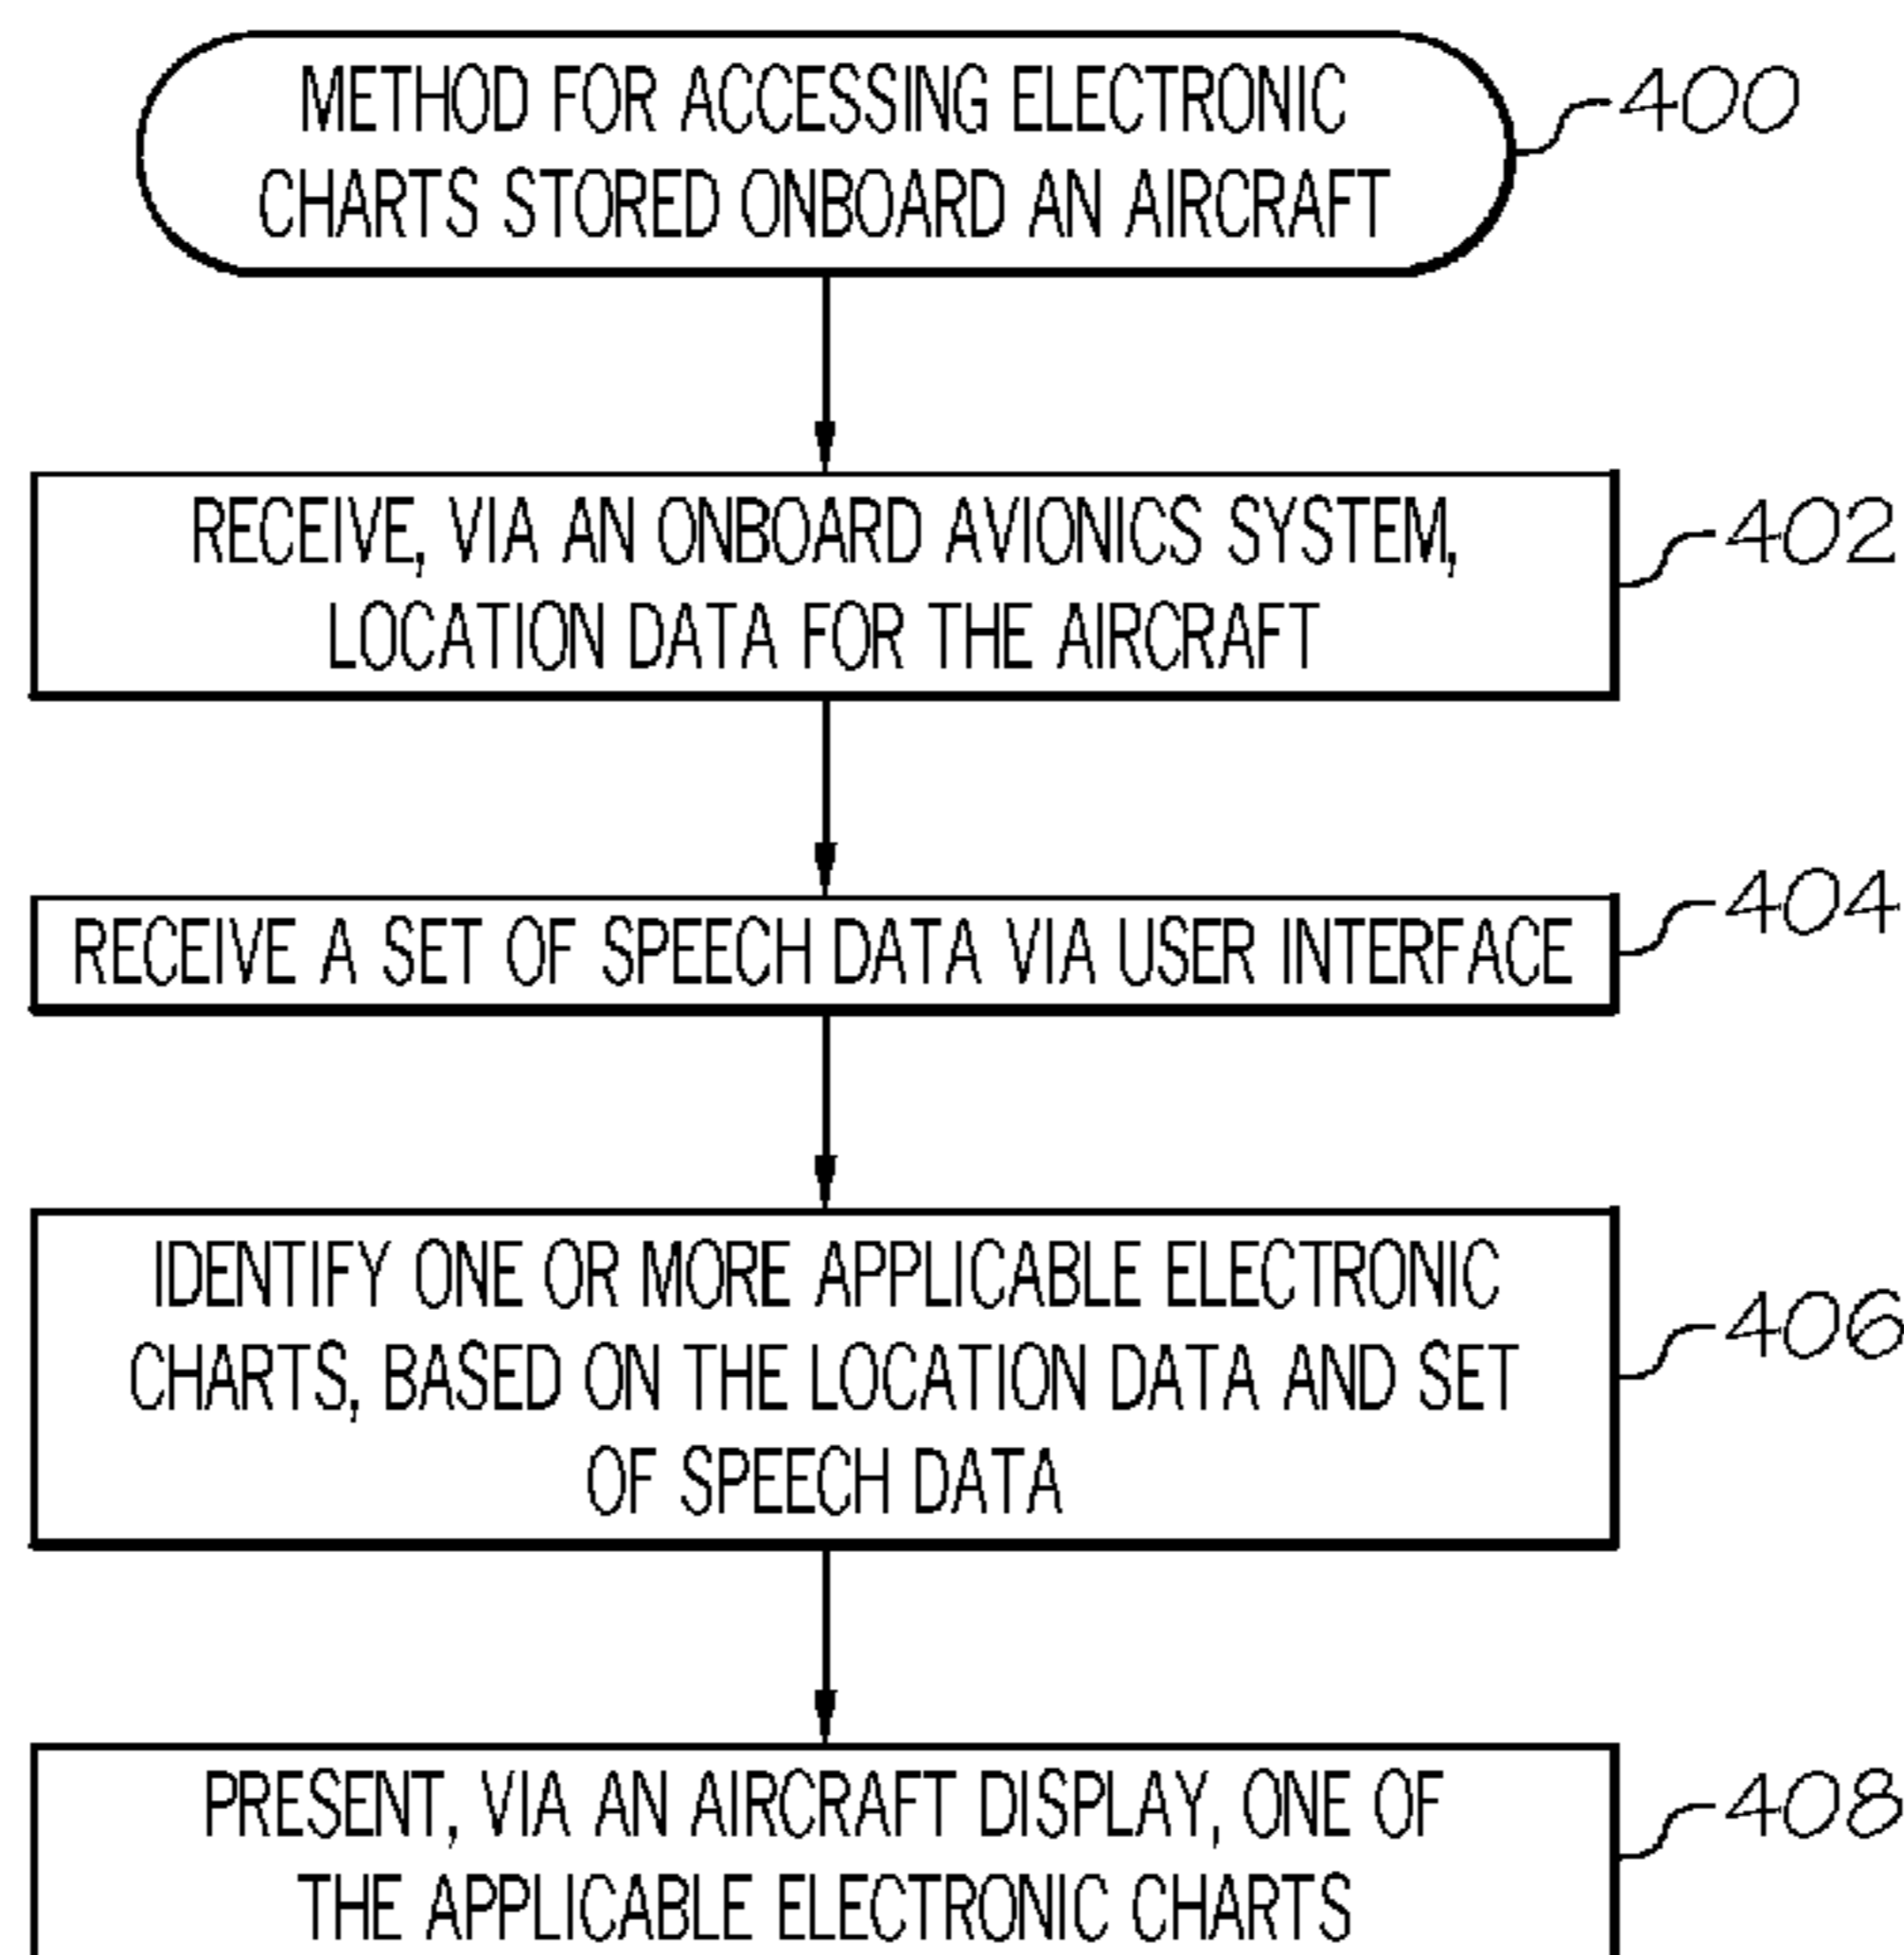 METHOD FOR ACCESSING ELECTRONIC
CHARTS STORED ONBOARD AN AIRCRAFT
400
RECEIVE, VIA AN ONBOARD AVIONICS SYSTEM,
LOCATION DATA FOR THE AIRCRAFT
402
RECEIVE A SET OF SPEECH DATA VIA USER INTERFACE
404
IDENTIFY ONE OR MORE APPLICABLE ELECTRONIC
CHARTS, BASED ON THE LOCATION DATA AND SET
OF SPEECH DATA
406
PRESENT, VIA AN AIRCRAFT DISPLAY, ONE OF
THE APPLICABLE ELECTRONIC CHARTS
408